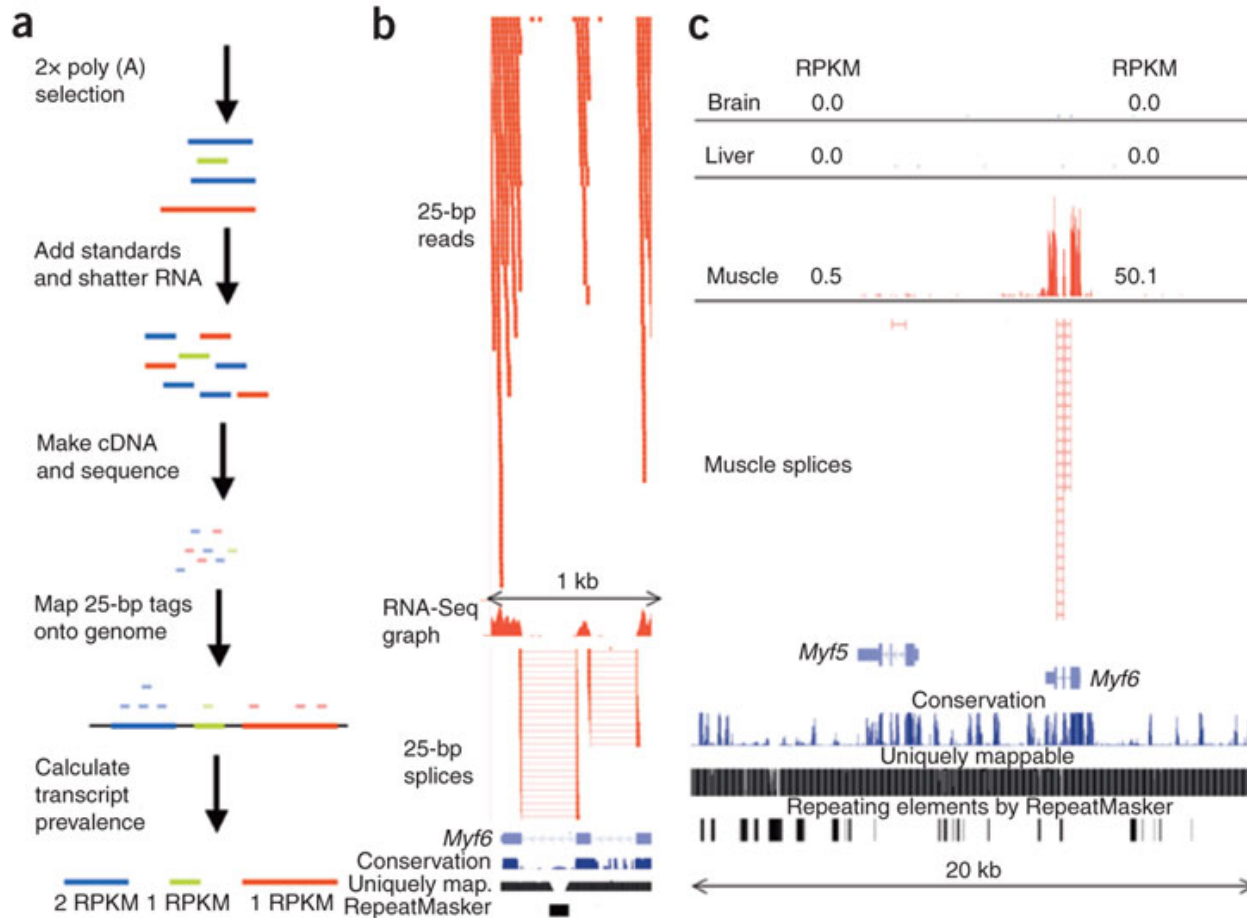 a
2× poly (A)
selection
Add standards
and shatter RNA
Make cDNA
and sequence
Map 25-bp tags
onto genome
Calculate
transcript
prevalence
2 RPKM 1 RPKM 1 RPKM
b
25-bp
reads
1 kb
RNA-Seq
graph
25-bp
splices
Myf6
Conservation
Uniquely map.
RepeatMasker
c
RPKM RPKM
Brain 0.0 0.0
Liver 0.0 0.0
Muscle 0.5 50.1
Muscle splices
Myf5
Myf6
Conservation
Uniquely mappable
Repeating elements by RepeatMasker
20 kb